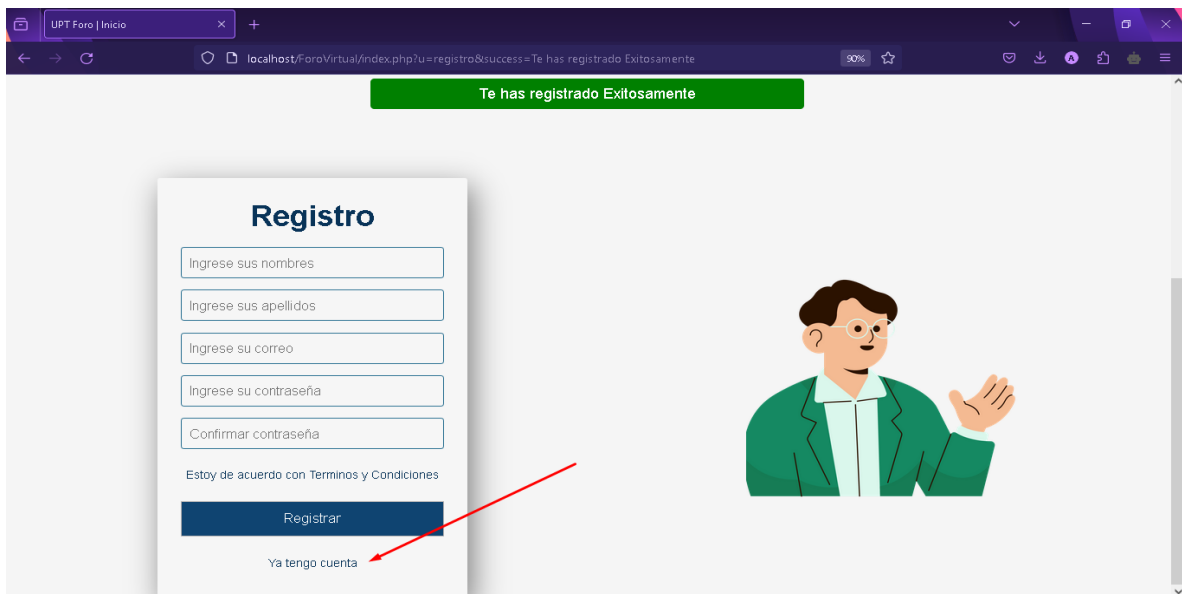 UPT Foro | Inicio
localhost/ForoVirtual/index.php?u=registro&success=Te has registrado Exitosamente
90%
A
Te has registrado Exitosamente
Registro
Ingrese sus nombres
Ingrese sus apellidos
Ingrese su correo
Ingrese su contraseña
Confirmar contraseña
Estoy de acuerdo con Terminos y Condiciones
Registrar
Ya tengo cuenta